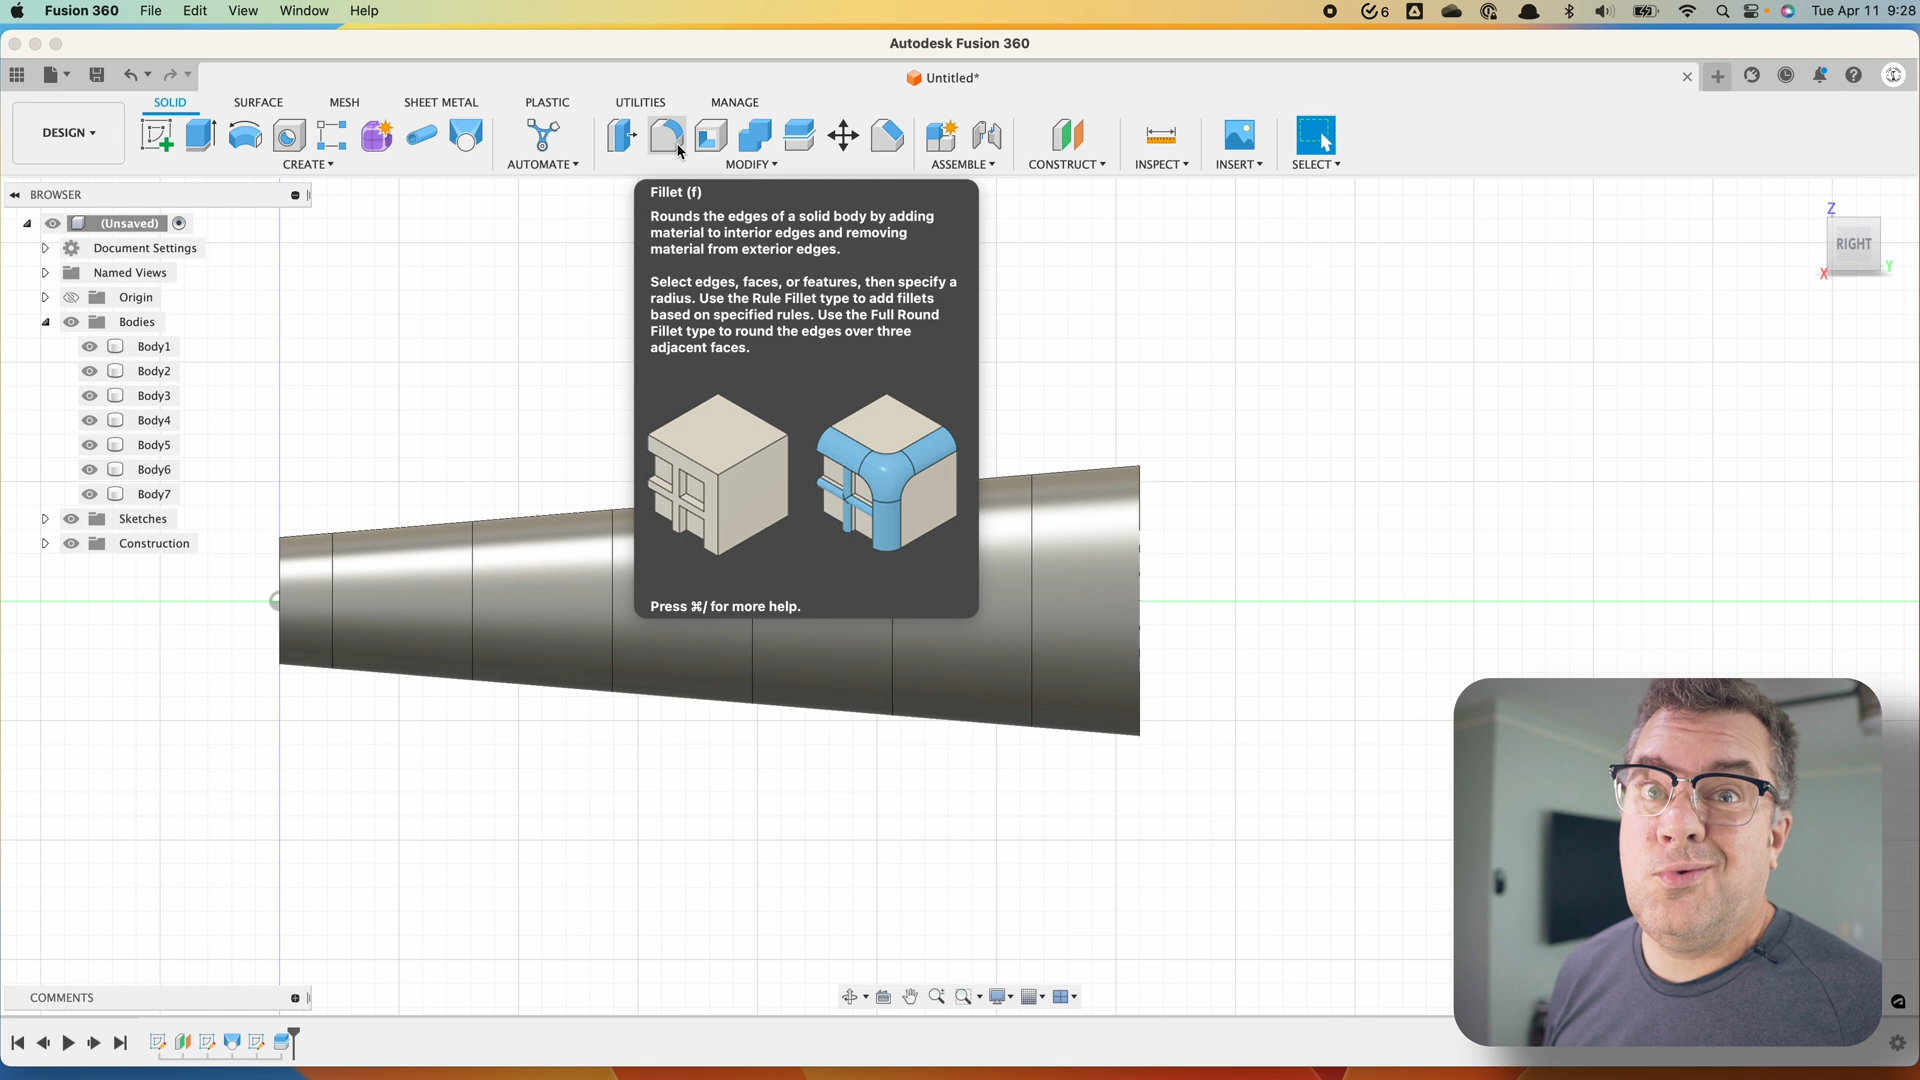 Fusion 360 File Edit View Window Help
6 Tue Apr 11 9:28
Autodesk Fusion 360
Untitled*
SOLID SURFACE MESH SHEET METAL PLASTIC UTILITIES MANAGE
DESIGN
CREATE AUTOMATE MODIFY ASSEMBLE CONSTRUCT INSPECT INSERT SELECT
BROWSER
(Unsaved)
Document Settings
Named Views
Origin
Bodies
Body1
Body2
Body3
Body4
Body5
Body6
Body7
Sketches
Construction
Fillet (f)
Rounds the edges of a solid body by adding
material to interior edges and removing
material from exterior edges.
Select edges, faces, or features, then specify a
radius. Use the Rule Fillet type to add fillets
based on specified rules. Use the Full Round
Fillet type to round the edges over three
adjacent faces.
Press ⌘/ for more help.
Z
RIGHT
X Y
COMMENTS